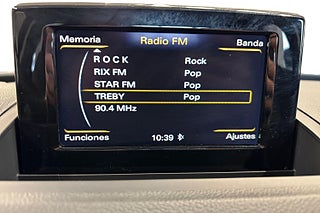 Memoria Radio FM Banda
R O C K Rock
RIX FM Pop
STAR FM Pop
TREBY Pop
90.4 MHz
Funciones 10:39 Ajustes